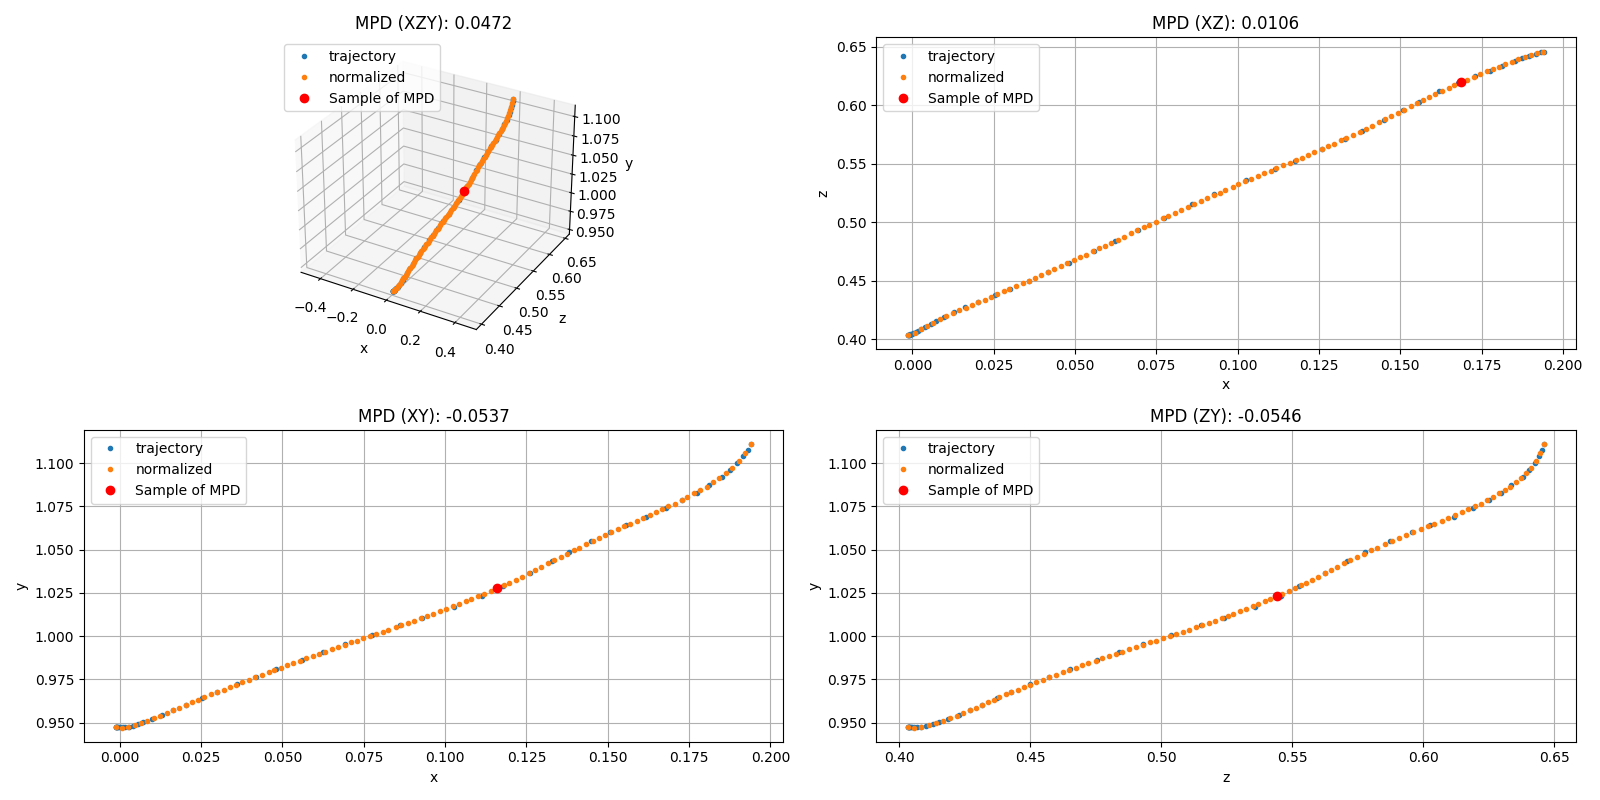 MPD (XZY): 0.0472
trajectory
normalized
Sample of MPD
1.100
1.075
1.050
1.025
1.000
0.975
0.950
y
0.65
0.60
0.55
0.50
0.45
0.40
z
−0.4
−0.2
0.0
0.2
0.4
x
MPD (XZ): 0.0106
trajectory
normalized
Sample of MPD
0.65
0.60
0.55
0.50
0.45
0.40
z
0.000 0.025 0.050 0.075 0.100 0.125 0.150 0.175 0.200
x
MPD (XY): -0.0537
trajectory
normalized
Sample of MPD
1.100
1.075
1.050
1.025
1.000
0.975
0.950
y
0.000 0.025 0.050 0.075 0.100 0.125 0.150 0.175 0.200
x
MPD (ZY): -0.0546
trajectory
normalized
Sample of MPD
1.100
1.075
1.050
1.025
1.000
0.975
0.950
y
0.40 0.45 0.50 0.55 0.60 0.65
z